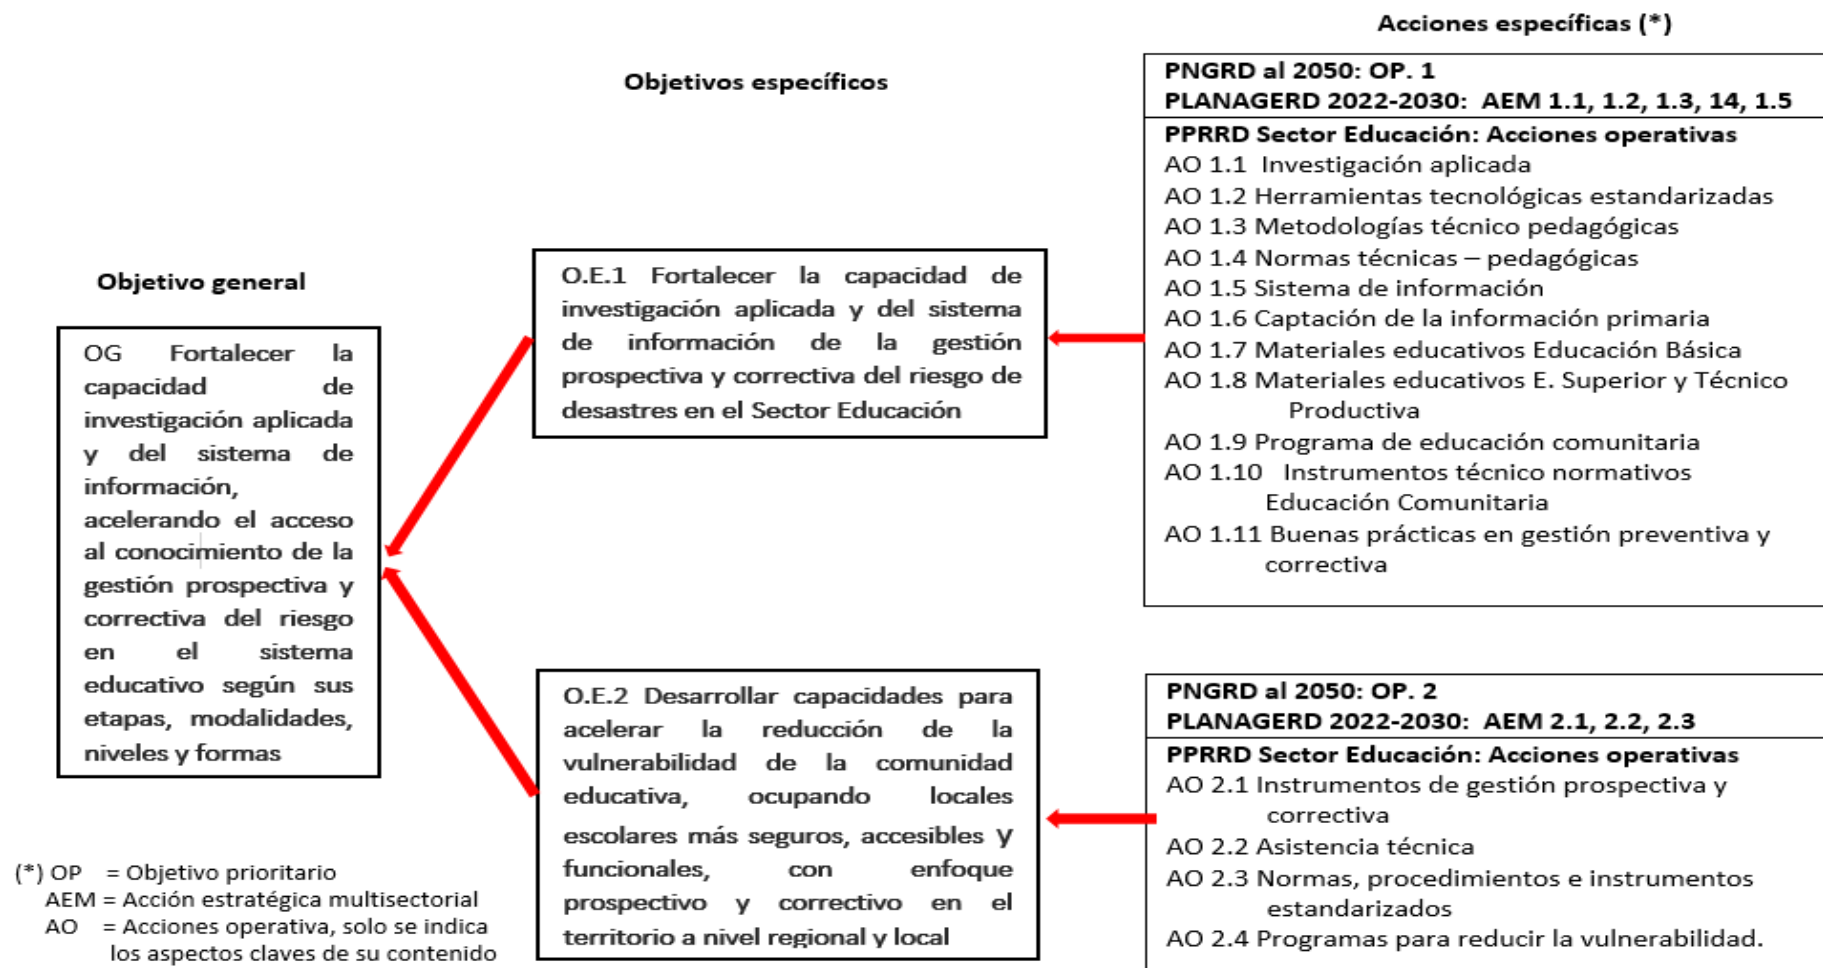 Acciones específicas (*)
Objetivos específicos
Objetivo general
OG Fortalecer la
capacidad de
investigación aplicada
y del sistema de
información,
acelerando el acceso
al conocimiento de la
gestión prospectiva y
correctiva del riesgo
en el sistema
educativo según sus
etapas, modalidades,
niveles y formas
O.E.1 Fortalecer la capacidad de
investigación aplicada y del sistema
de información de la gestión
prospectiva y correctiva del riesgo de
desastres en el Sector Educación
PNGRD al 2050: OP. 1
PLANAGERD 2022-2030: AEM 1.1, 1.2, 1.3, 14, 1.5
PPRRD Sector Educación: Acciones operativas
AO 1.1 Investigación aplicada
AO 1.2 Herramientas tecnológicas estandarizadas
AO 1.3 Metodologías técnico pedagógicas
AO 1.4 Normas técnicas – pedagógicas
AO 1.5 Sistema de información
AO 1.6 Captación de la información primaria
AO 1.7 Materiales educativos Educación Básica
AO 1.8 Materiales educativos E. Superior y Técnico
Productiva
AO 1.9 Programa de educación comunitaria
AO 1.10 Instrumentos técnico normativos
Educación Comunitaria
AO 1.11 Buenas prácticas en gestión preventiva y
correctiva
O.E.2 Desarrollar capacidades para
acelerar la reducción de la
vulnerabilidad de la comunidad
educativa, ocupando locales
escolares más seguros, accesibles y
funcionales, con enfoque
prospectivo y correctivo en el
territorio a nivel regional y local
PNGRD al 2050: OP. 2
PLANAGERD 2022-2030: AEM 2.1, 2.2, 2.3
PPRRD Sector Educación: Acciones operativas
AO 2.1 Instrumentos de gestión prospectiva y
correctiva
AO 2.2 Asistencia técnica
AO 2.3 Normas, procedimientos e instrumentos
estandarizados
AO 2.4 Programas para reducir la vulnerabilidad.
(*) OP = Objetivo prioritario
AEM = Acción estratégica multisectorial
AO = Acciones operativa, solo se indica
los aspectos claves de su contenido